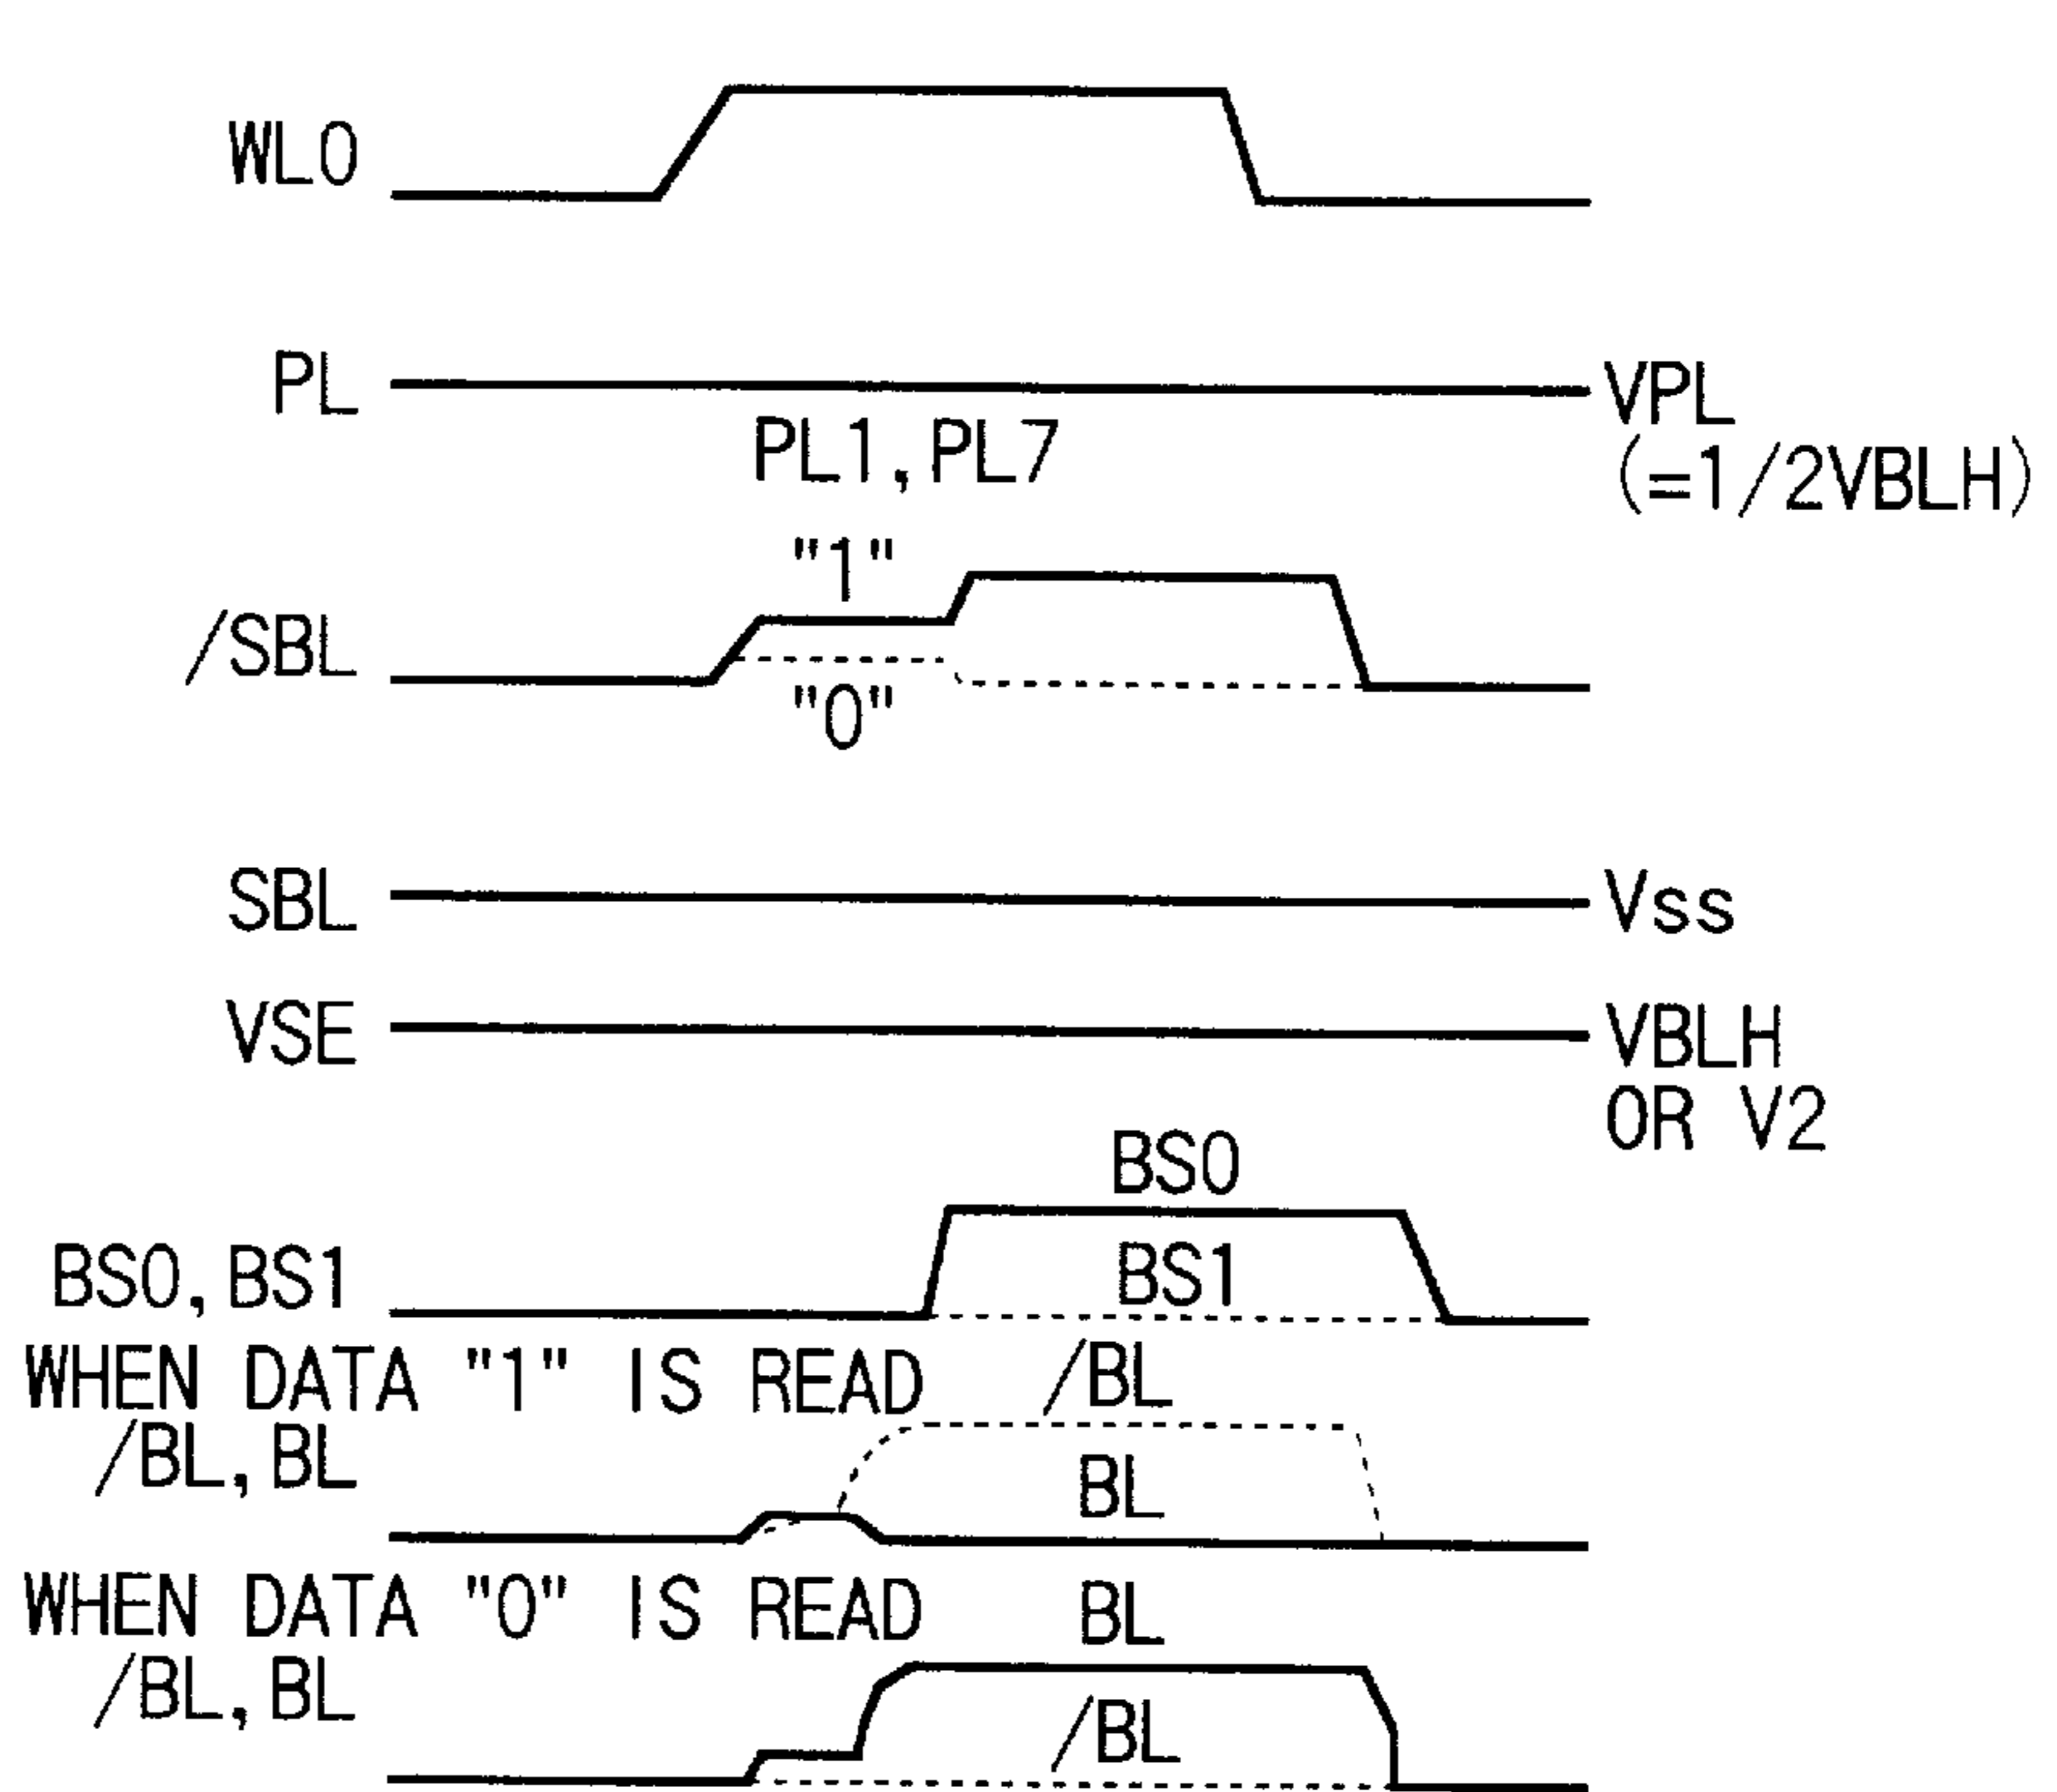 WL0
PL
VPL
PL1,PL7
(=1/2VBLH)
"1"
/SBL
"0"
SBL
Vss
VSE
VBLH
OR V2
BS0
BS0,BS1
BS1
WHEN DATA "1" IS READ
/BL
/BL,BL
BL
WHEN DATA "0" IS READ
BL
/BL,BL
/BL